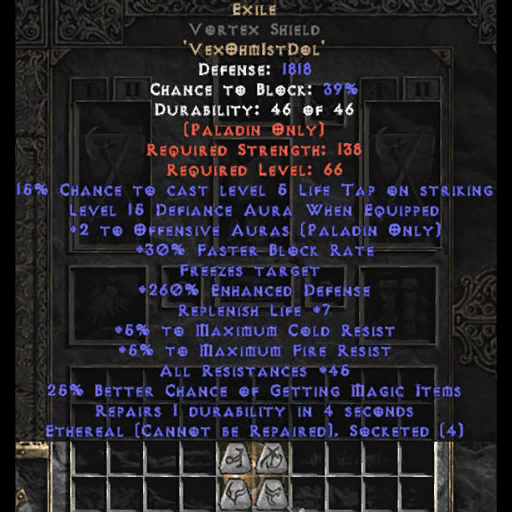 Exile
Vortex Shield
'VexOhmIstDol'
Defense: 1818
Chance to Block: 39%
Durability: 46 of 46
(Paladin Only)
Required Strength: 138
Required Level: 66
15% Chance to cast level 5 Life Tap on striking
Level 15 Defiance Aura When Equipped
+2 to Offensive Auras (Paladin Only)
+30% Faster Block Rate
Freezes target
+260% Enhanced Defense
Replenish Life +7
+5% to Maximum Cold Resist
+5% to Maximum Fire Resist
All Resistances +45
25% Better Chance of Getting Magic Items
Repairs 1 durability in 4 seconds
Ethereal (Cannot be Repaired), Socketed (4)